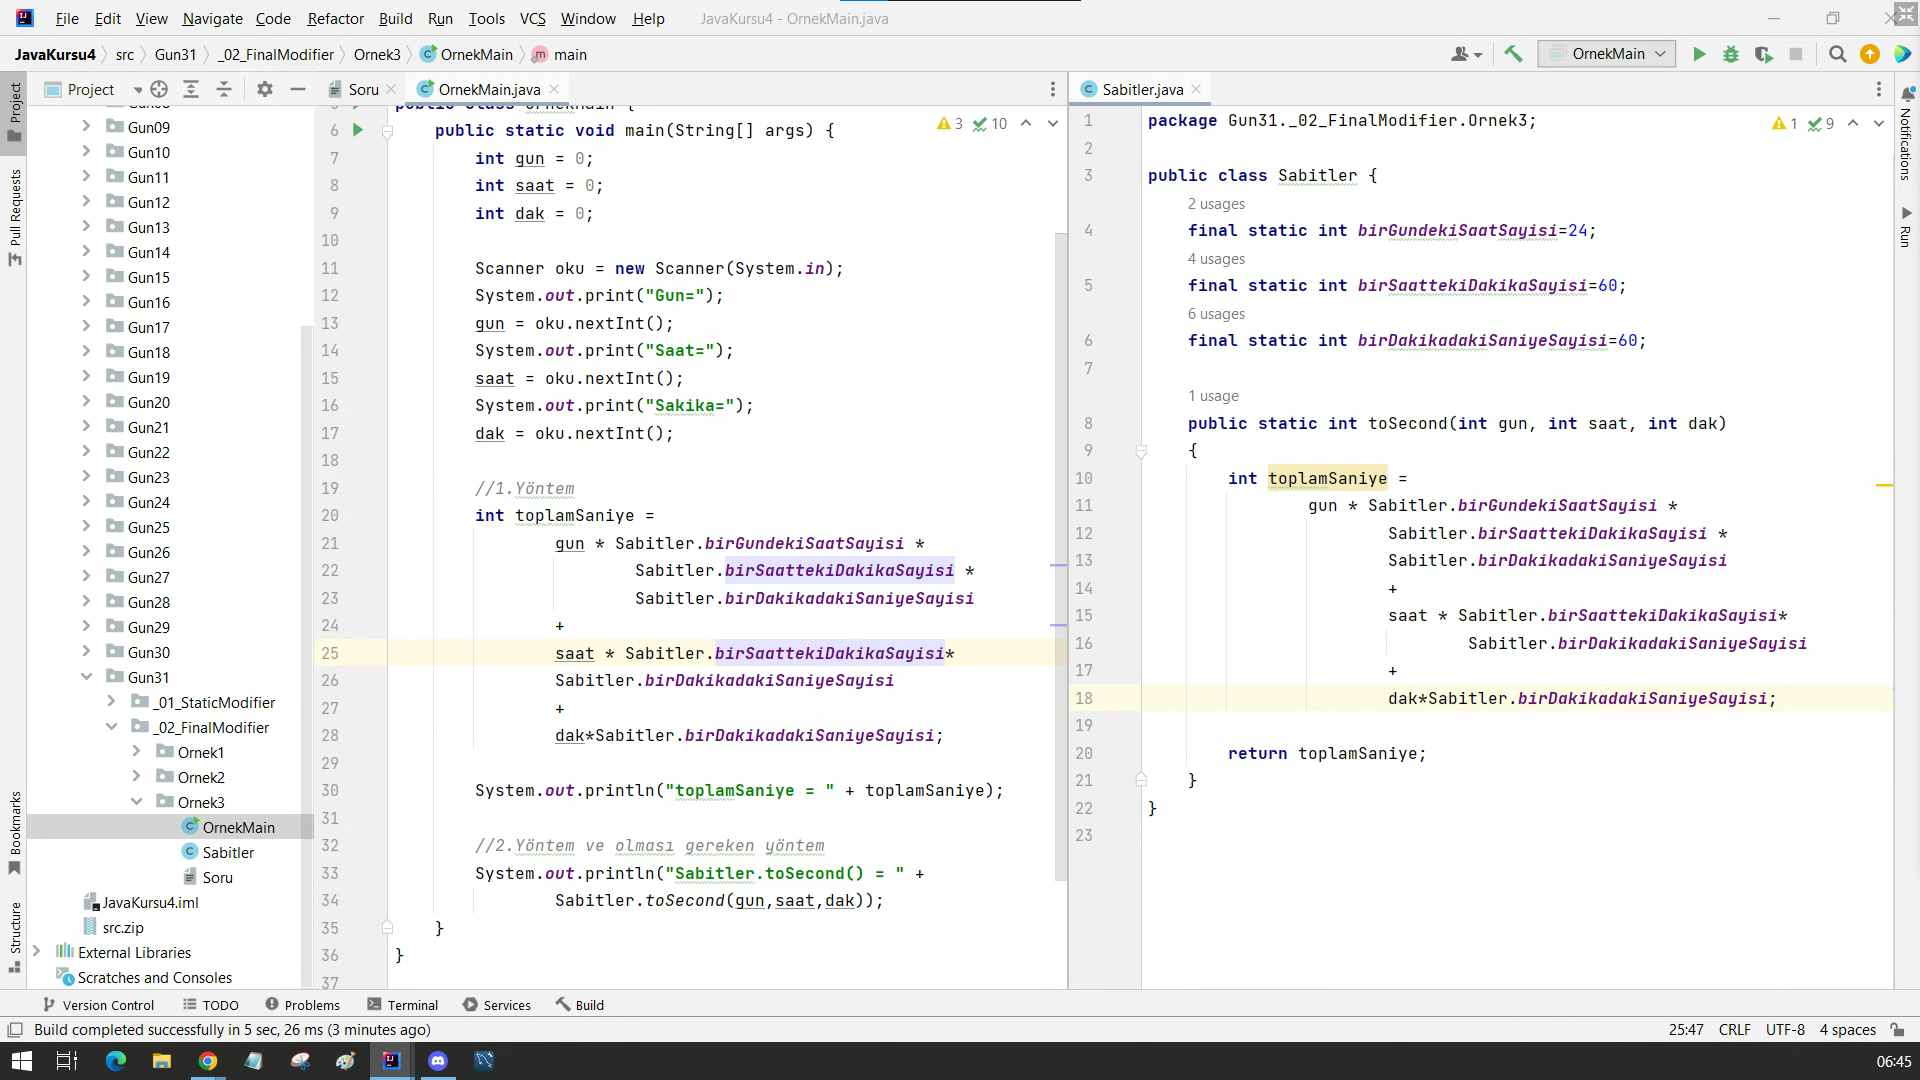 File Edit View Navigate Code Refactor Build Run Tools VCS Window Help JavaKursu4 - OrnekMain.java
JavaKursu4 src Gun31 _02_FinalModifier Ornek3 OrnekMain main OrnekMain
Project
Pull Requests
Bookmarks
Structure
Project
Gun09
Gun10
Gun11
Gun12
Gun13
Gun14
Gun15
Gun16
Gun17
Gun18
Gun19
Gun20
Gun21
Gun22
Gun23
Gun24
Gun25
Gun26
Gun27
Gun28
Gun29
Gun30
Gun31
_01_StaticModifier
_02_FinalModifier
Ornek1
Ornek2
Ornek3
OrnekMain
Sabitler
Soru
JavaKursu4.iml
src.zip
External Libraries
Scratches and Consoles
Soru OrnekMain.java
3 10
6 public static void main(String[] args) {
7 int gun = 0;
8 int saat = 0;
9 int dak = 0;
10
11 Scanner oku = new Scanner(System.in);
12 System.out.print("Gun=");
13 gun = oku.nextInt();
14 System.out.print("Saat=");
15 saat = oku.nextInt();
16 System.out.print("Sakika=");
17 dak = oku.nextInt();
18
19 //1.Yöntem
20 int toplamSaniye =
21 gun * Sabitler.birGundekiSaatSayisi *
22 Sabitler.birSaattekiDakikaSayisi *
23 Sabitler.birDakikadakiSaniyeSayisi
24 +
25 saat * Sabitler.birSaattekiDakikaSayisi*
26 Sabitler.birDakikadakiSaniyeSayisi
27 +
28 dak*Sabitler.birDakikadakiSaniyeSayisi;
29
30 System.out.println("toplamSaniye = " + toplamSaniye);
31
32 //2.Yöntem ve olması gereken yöntem
33 System.out.println("Sabitler.toSecond() = " +
34 Sabitler.toSecond(gun,saat,dak));
35 }
36 }
37
Sabitler.java
1 9
1 package Gun31._02_FinalModifier.Ornek3;
2
3 public class Sabitler {
2 usages
4 final static int birGundekiSaatSayisi=24;
4 usages
5 final static int birSaattekiDakikaSayisi=60;
6 usages
6 final static int birDakikadakiSaniyeSayisi=60;
7
1 usage
8 public static int toSecond(int gun, int saat, int dak)
9 {
10 int toplamSaniye =
11 gun * Sabitler.birGundekiSaatSayisi *
12 Sabitler.birSaattekiDakikaSayisi *
13 Sabitler.birDakikadakiSaniyeSayisi
14 +
15 saat * Sabitler.birSaattekiDakikaSayisi*
16 Sabitler.birDakikadakiSaniyeSayisi
17 +
18 dak*Sabitler.birDakikadakiSaniyeSayisi;
19
20 return toplamSaniye;
21 }
22 }
23
Notifications
Run
Version Control TODO Problems Terminal Services Build
Build completed successfully in 5 sec, 26 ms (3 minutes ago) 25:47 CRLF UTF-8 4 spaces
06:45